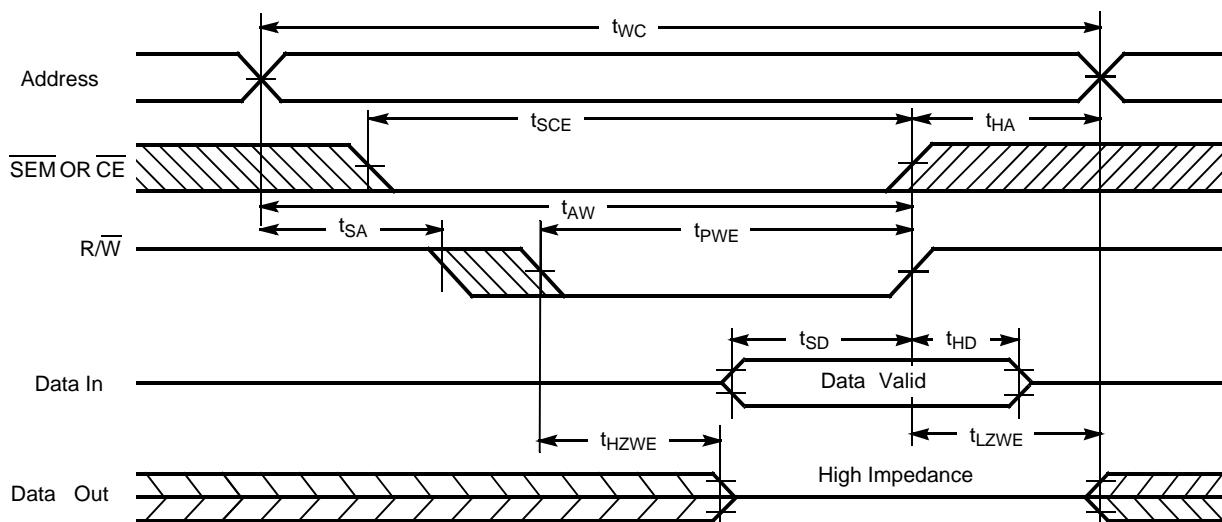 tWC
Address
tSCE
tHA
SEM OR CE
tAW
tSA
tPWE
R/W
tSD
tHD
Data In
Data Valid
tHZWE
tLZWE
High Impedance
Data Out